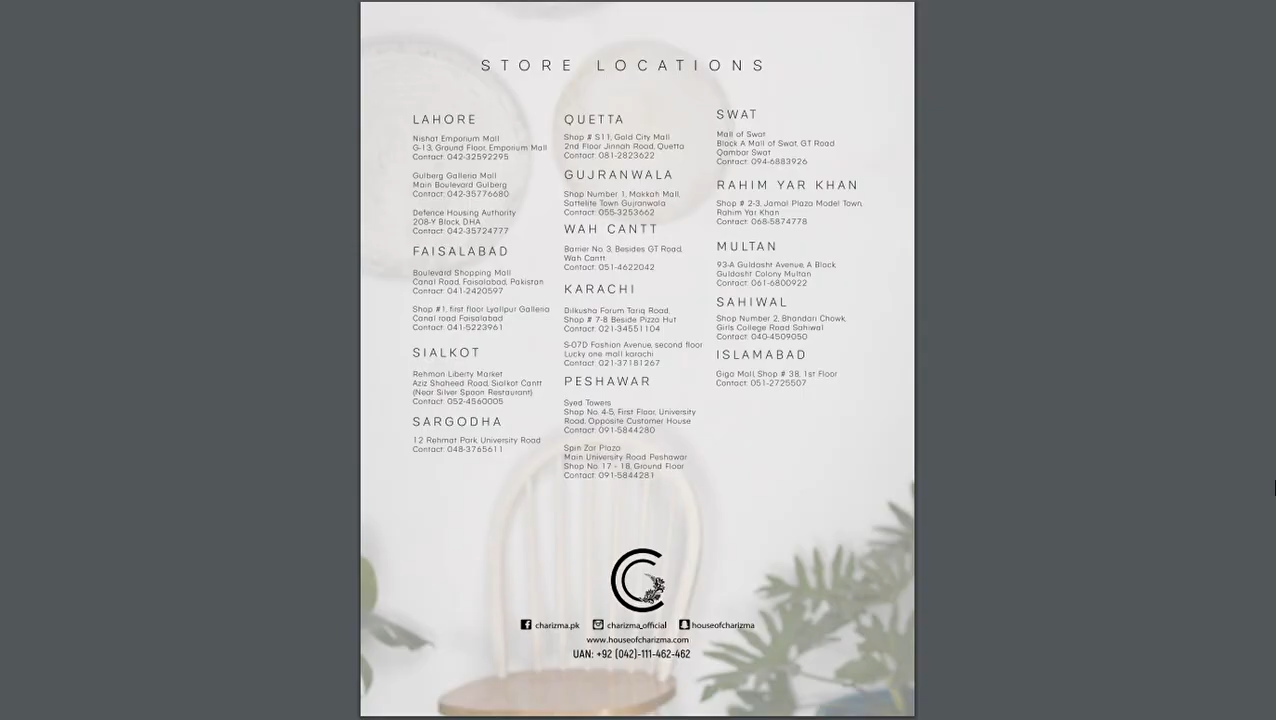 STORE LOCATIONS
LAHORE
Nishat Emporium Mall
G-13, Ground Floor, Emporium Mall
Contact: 042-32592295
Gulberg Galleria Mall
Main Boulevard Gulberg
Contact: 042-35776680
Defence Housing Authority
208-Y Block, DHA
Contact: 042-35724777
FAISALABAD
Boulevard Shopping Mall
Canal Road, Faisalabad, Pakistan
Contact: 041-2420597
Shop #1, first floor Lyallpur Galleria
Canal road Faisalabad
Contact: 041-5223961
SIALKOT
Rehman Liberty Market
Aziz Shaheed Road, Sialkot Cantt
(Near Silver Spoon Restaurant)
Contact: 052-4560005
SARGODHA
12 Rehmat Park, University Road
Contact: 048-3765611
QUETTA
Shop # S11, Gold City Mall
2nd Floor Jinnah Road, Quetta
Contact: 081-2823622
GUJRANWALA
Shop Number 1, Makkah Mall,
Sattelite Town Gujranwala
Contact: 055-3253662
WAH CANTT
Barrier No. 3, Besides GT Road,
Wah Cantt
Contact: 051-4622042
KARACHI
Dilkusha Forum Tariq Road,
Shop # 7-8 Beside Pizza Hut
Contact: 021-34551104
S-07D Fashion Avenue, second floor
Lucky one mall karachi
Contact: 021-37181267
PESHAWAR
Syed Towers
Shop No. 4-5, First Floor, University
Road, Opposite Customer House
Contact: 091-5844280
Spin Zar Plaza
Main University Road Peshawar
Shop No. 17 - 18, Ground Floor
Contact: 091-5844281
SWAT
Mall of Swat
Block A Mall of Swat, GT Road
Qambar Swat
Contact: 094-6883926
RAHIM YAR KHAN
Shop # 2-3, Jamal Plaza Model Town,
Rahim Yar Khan
Contact: 068-5874778
MULTAN
93-A Guldasht Avenue, A Block,
Guldasht Colony Multan
Contact: 061-6800922
SAHIWAL
Shop Number 2, Bhandari Chowk,
Girls College Road Sahiwal
Contact: 040-4509050
ISLAMABAD
Giga Mall, Shop # 38, 1st Floor
Contact: 051-2725507
charizma.pk charizma_official houseofcharizma
www.houseofcharizma.com
UAN: +92 (042)-111-462-462